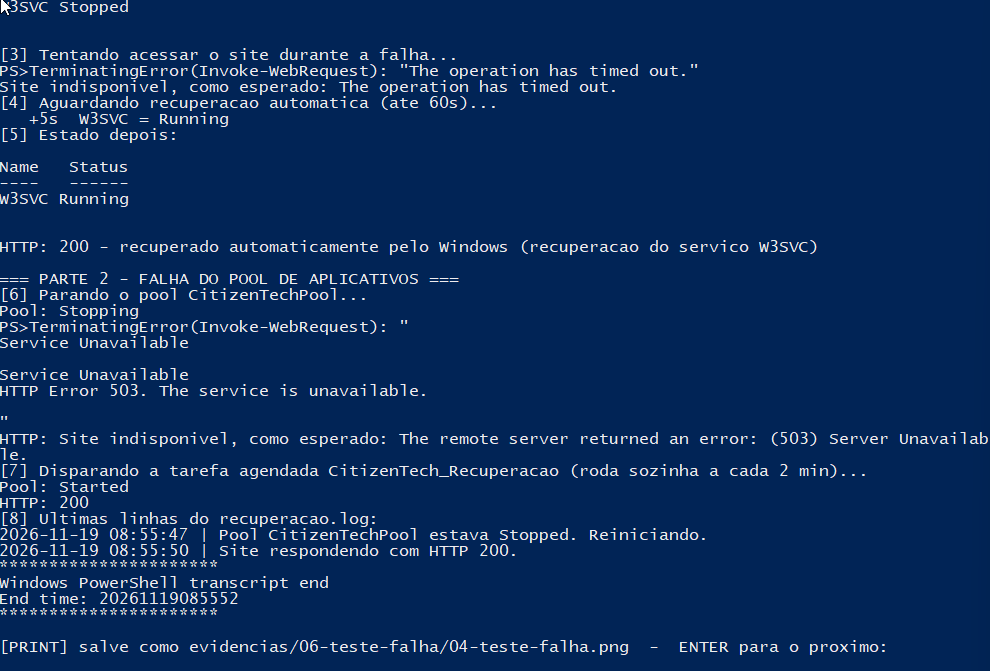 W3SVC Stopped
[3] Tentando acessar o site durante a falha...
PS>TerminatingError(Invoke-WebRequest): "The operation has timed out."
Site indisponivel, como esperado: The operation has timed out.
[4] Aguardando recuperacao automatica (ate 60s)...
   +5s  W3SVC = Running
[5] Estado depois:
Name   Status
----   ------
W3SVC Running
HTTP: 200 - recuperado automaticamente pelo Windows (recuperacao do servico W3SVC)
=== PARTE 2 - FALHA DO POOL DE APLICATIVOS ===
[6] Parando o pool CitizenTechPool...
Pool: Stopping
PS>TerminatingError(Invoke-WebRequest): "
Service Unavailable
Service Unavailable
HTTP Error 503. The service is unavailable.
"
HTTP: Site indisponivel, como esperado: The remote server returned an error: (503) Server Unavailab
le.
[7] Disparando a tarefa agendada CitizenTech_Recuperacao (roda sozinha a cada 2 min)...
Pool: Started
HTTP: 200
[8] Ultimas linhas do recuperacao.log:
2026-11-19 08:55:47 | Pool CitizenTechPool estava Stopped. Reiniciando.
2026-11-19 08:55:50 | Site respondendo com HTTP 200.
**********************
Windows PowerShell transcript end
End time: 20261119085552
**********************
[PRINT] salve como evidencias/06-teste-falha/04-teste-falha.png  -  ENTER para o proximo: